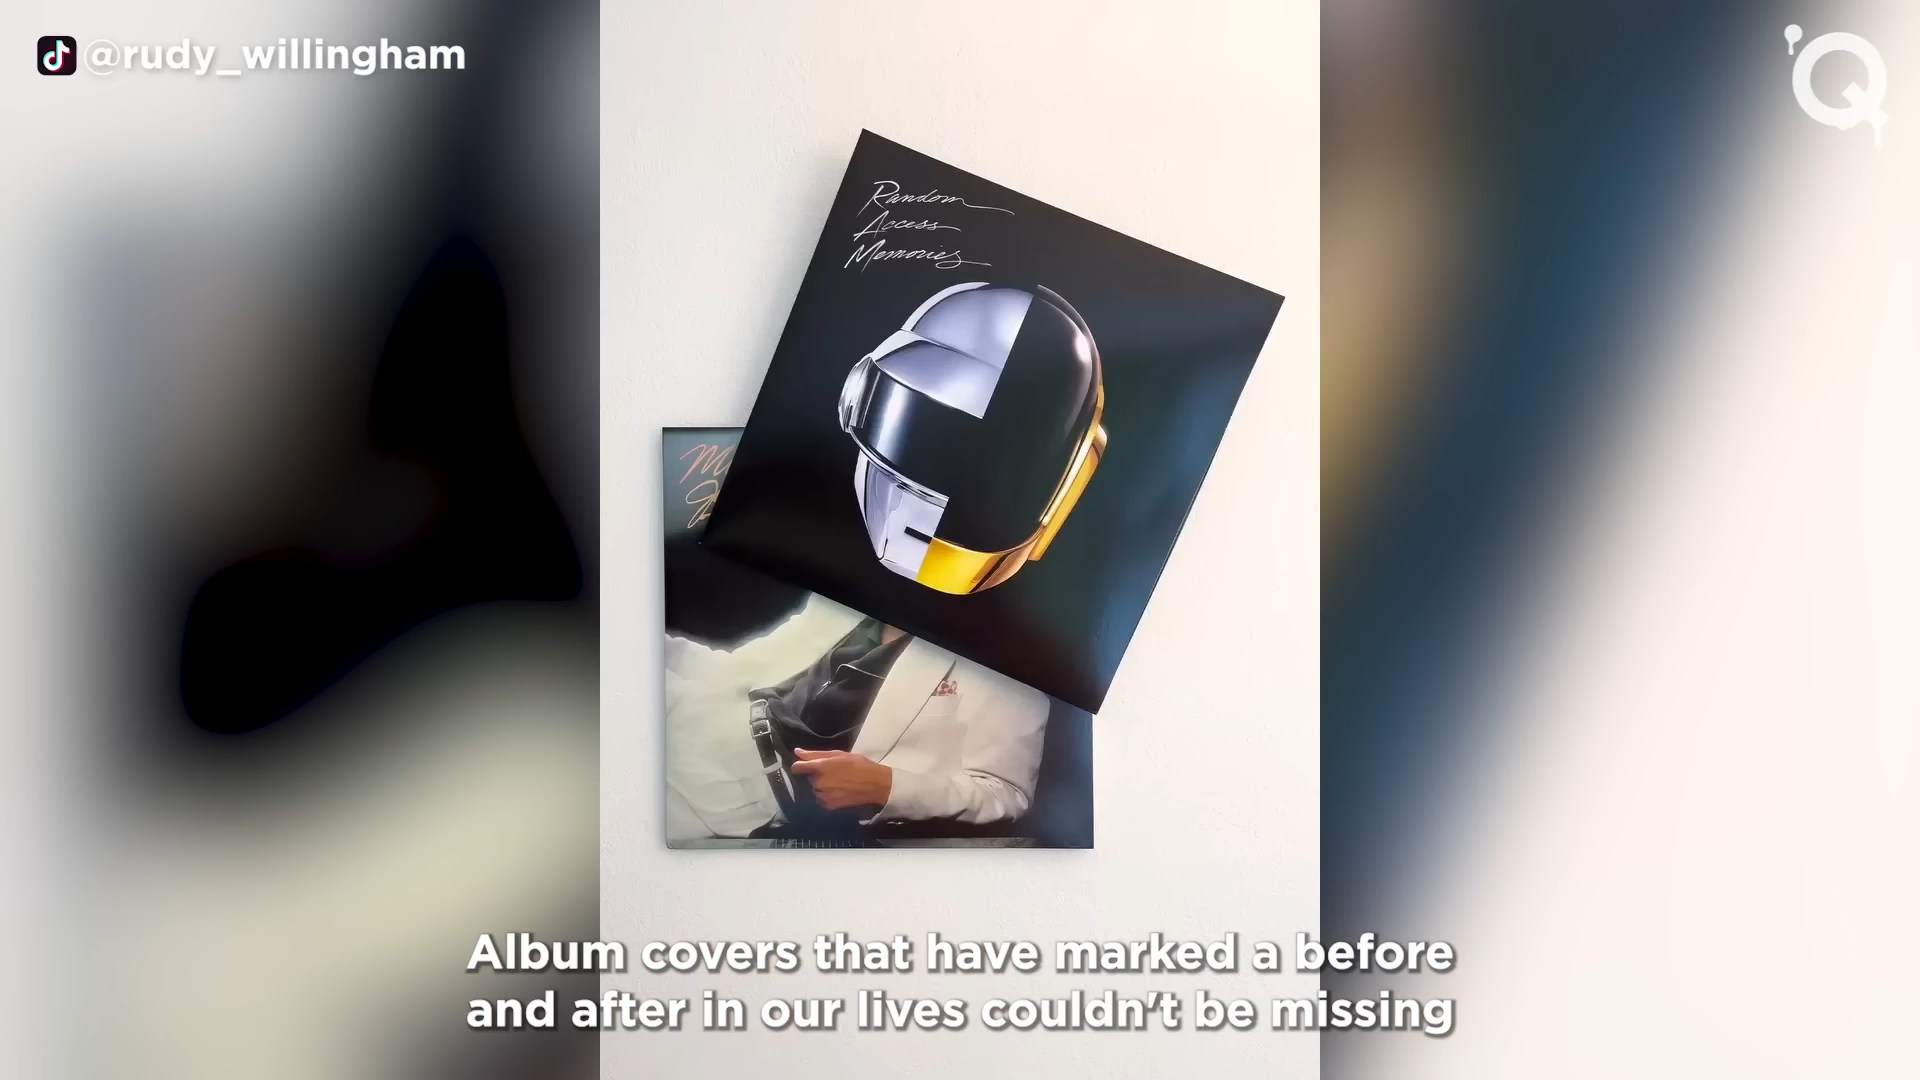 @rudy_willingham
Random
Access
Memories
Album covers that have marked a before
and after in our lives couldn't be missing